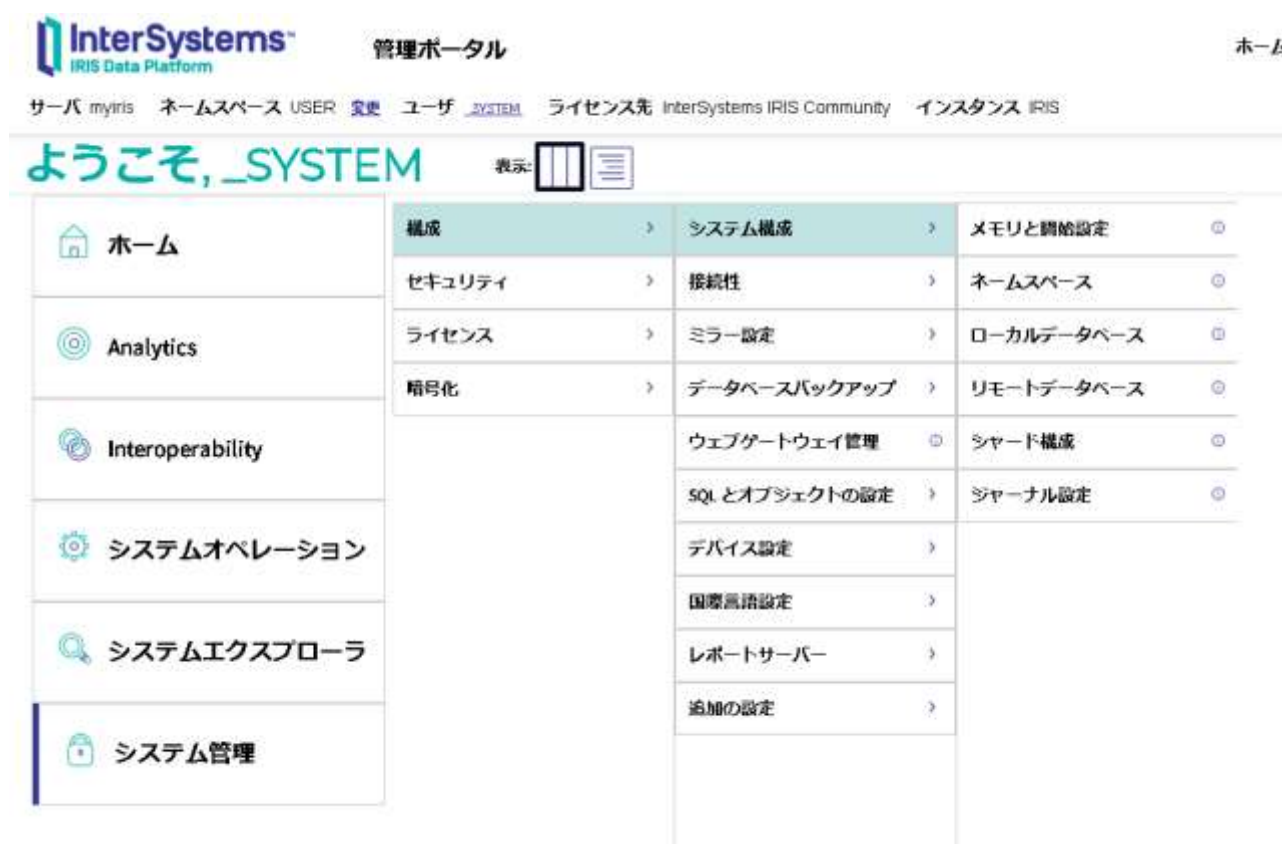 InterSystems™
IRIS Data Platform
管理ポータル
ホーム
サーバ myiris ネームスペース USER 変更 ユーザ _SYSTEM ライセンス先 InterSystems IRIS Community インスタンス IRIS
ようこそ, _SYSTEM
表示:
ホーム
Analytics
Interoperability
システムオペレーション
システムエクスプローラ
システム管理
構成
セキュリティ
ライセンス
暗号化
システム構成
接続性
ミラー設定
データベースバックアップ
ウェブゲートウェイ管理
SQL とオブジェクトの設定
デバイス設定
国際言語設定
レポートサーバー
追加の設定
メモリと開始設定
ネームスペース
ローカルデータベース
リモートデータベース
シャード構成
ジャーナル設定